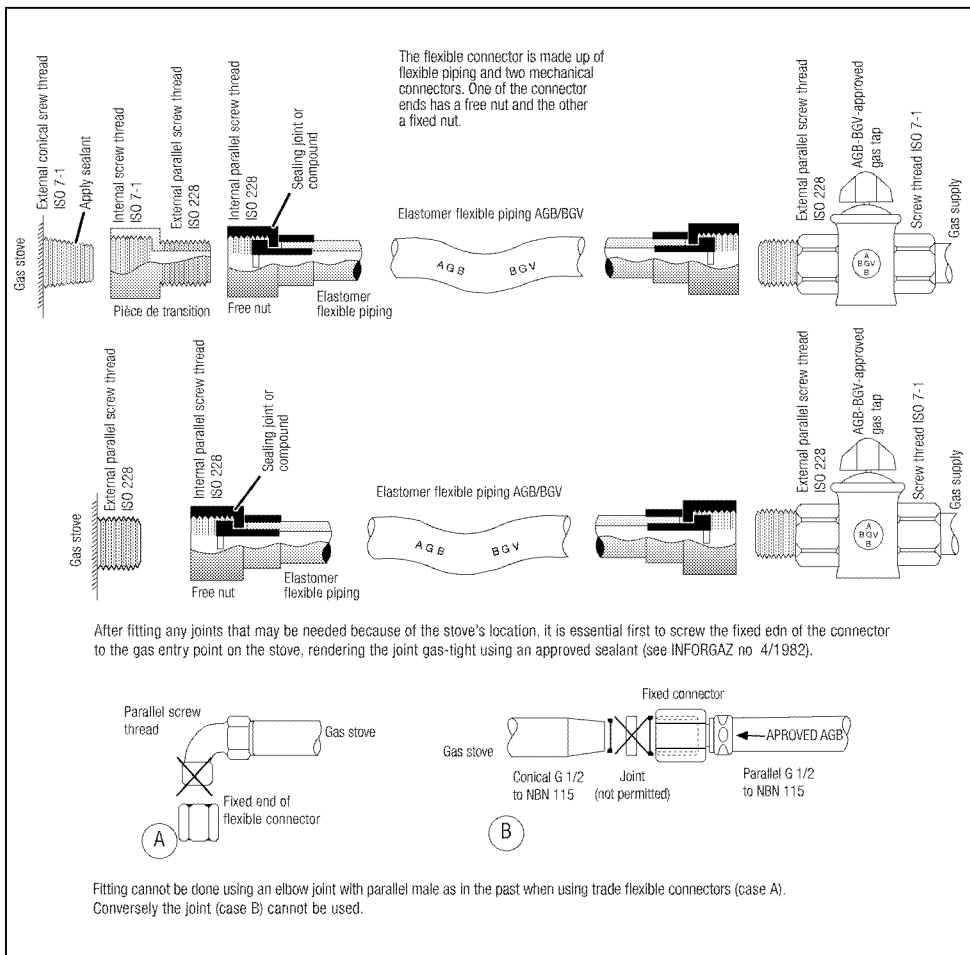 The flexible connector is made up of
flexible piping and two mechanical
connectors. One of the connector
ends has a free nut and the other
a fixed nut.
Gas stove
External conical srew thread
ISO 7-1
Apply sealant
Internal screw thread
ISO 7-1
External parallel screw thread
ISO 228
Internal parallel screw thread
ISO 228
Sealing joint or
compound
Elastomer flexible piping AGB/BGV
AGB BGV
External parallel screw thread
ISO 228
AGB-BGV-approved
gas tap
Screw thread ISO 7-1
Gas supply
A
BGV
B
Pièce de transition
Free nut
Elastomer
flexible piping
Gas stove
External parallel screw thread
ISO 228
Internal parallel screw thread
ISO 228
Sealing joint or
compound
Elastomer flexible piping AGB/BGV
AGB BGV
External parallel screw thread
ISO 228
AGB-BGV-approved
gas tap
Screw thread ISO 7-1
Gas supply
A
BGV
B
Free nut
Elastomer
flexible piping
After fitting any joints that may be needed because of the stove's location, it is essential first to screw the fixed edn of the connector
to the gas entry point on the stove, rendering the joint gas-tight using an approved sealant (see INFORGAZ no 4/1982).
Parallel screw
thread
Gas stove
Fixed end of
flexible connector
A
Fixed connector
Gas stove
APROVED AGB
Conical G 1/2
to NBN 115
Joint
(not permitted)
Parallel G 1/2
to NBN 115
B
Fitting cannot be done using an elbow joint with parallel male as in the past when using trade flexible connectors (case A).
Conversely the joint (case B) cannot be used.